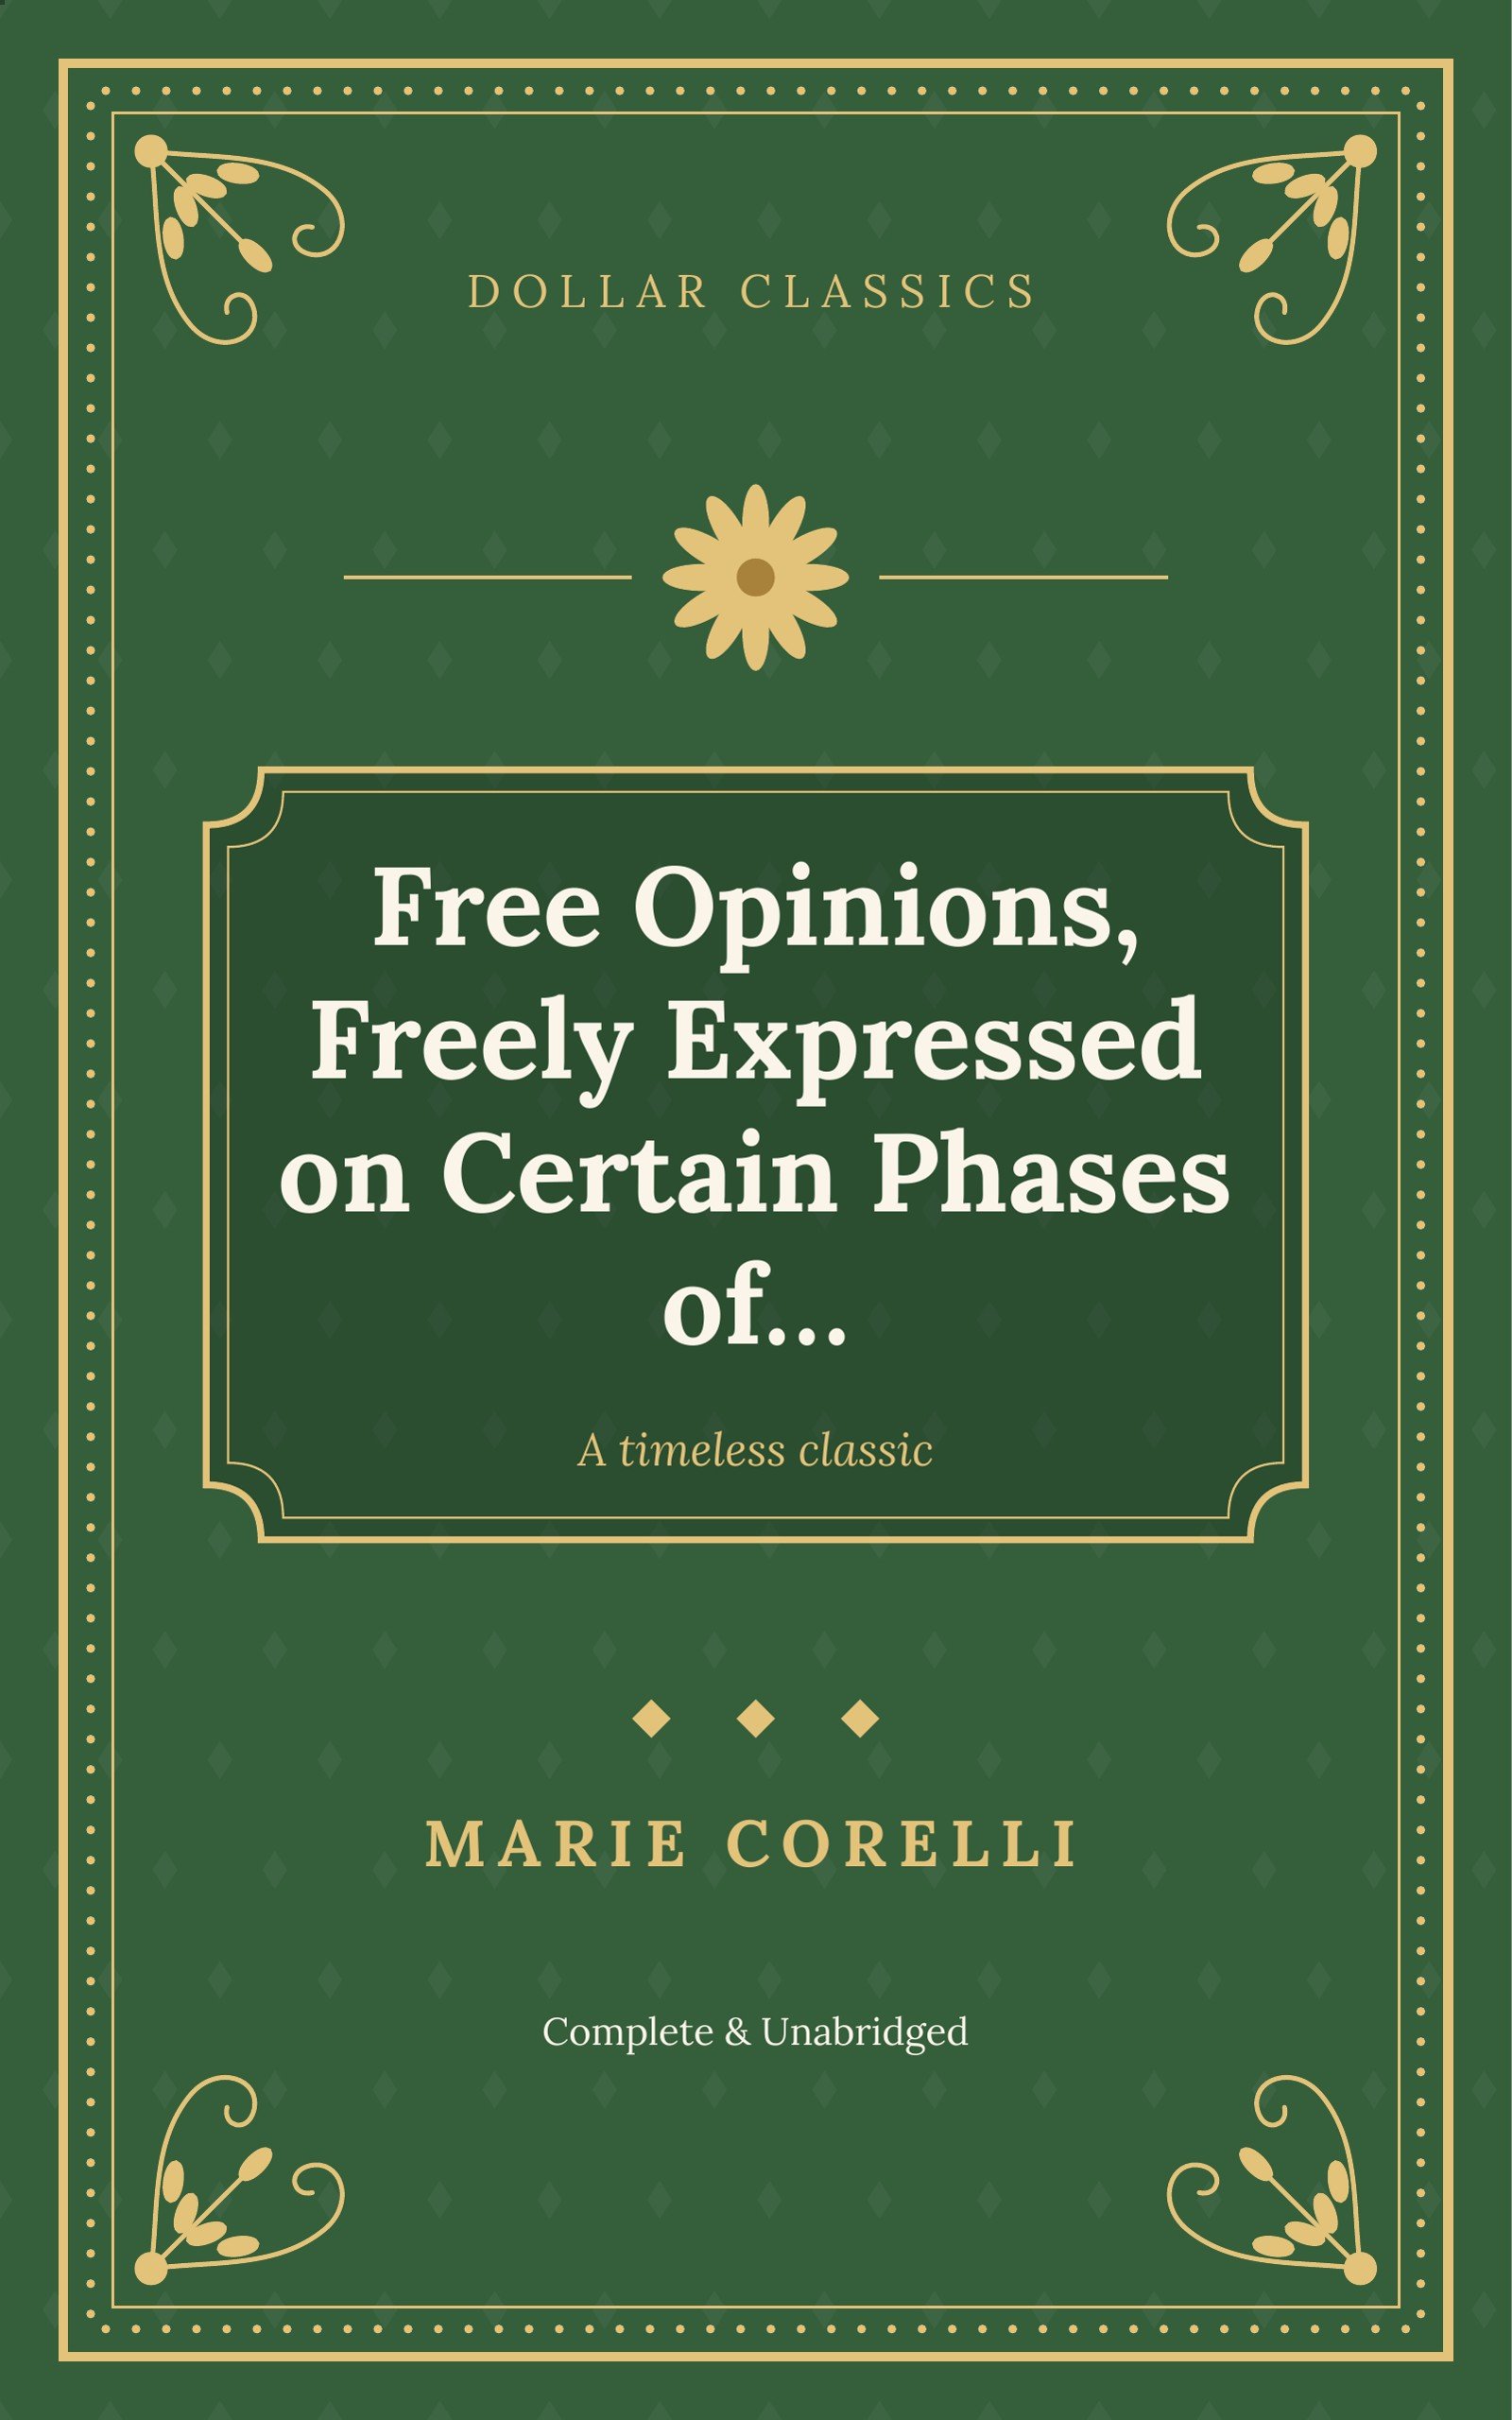 DOLLAR CLASSICS
Free Opinions,
Freely Expressed
on Certain Phases
of...
A timeless classic
MARIE CORELLI
Complete & Unabridged